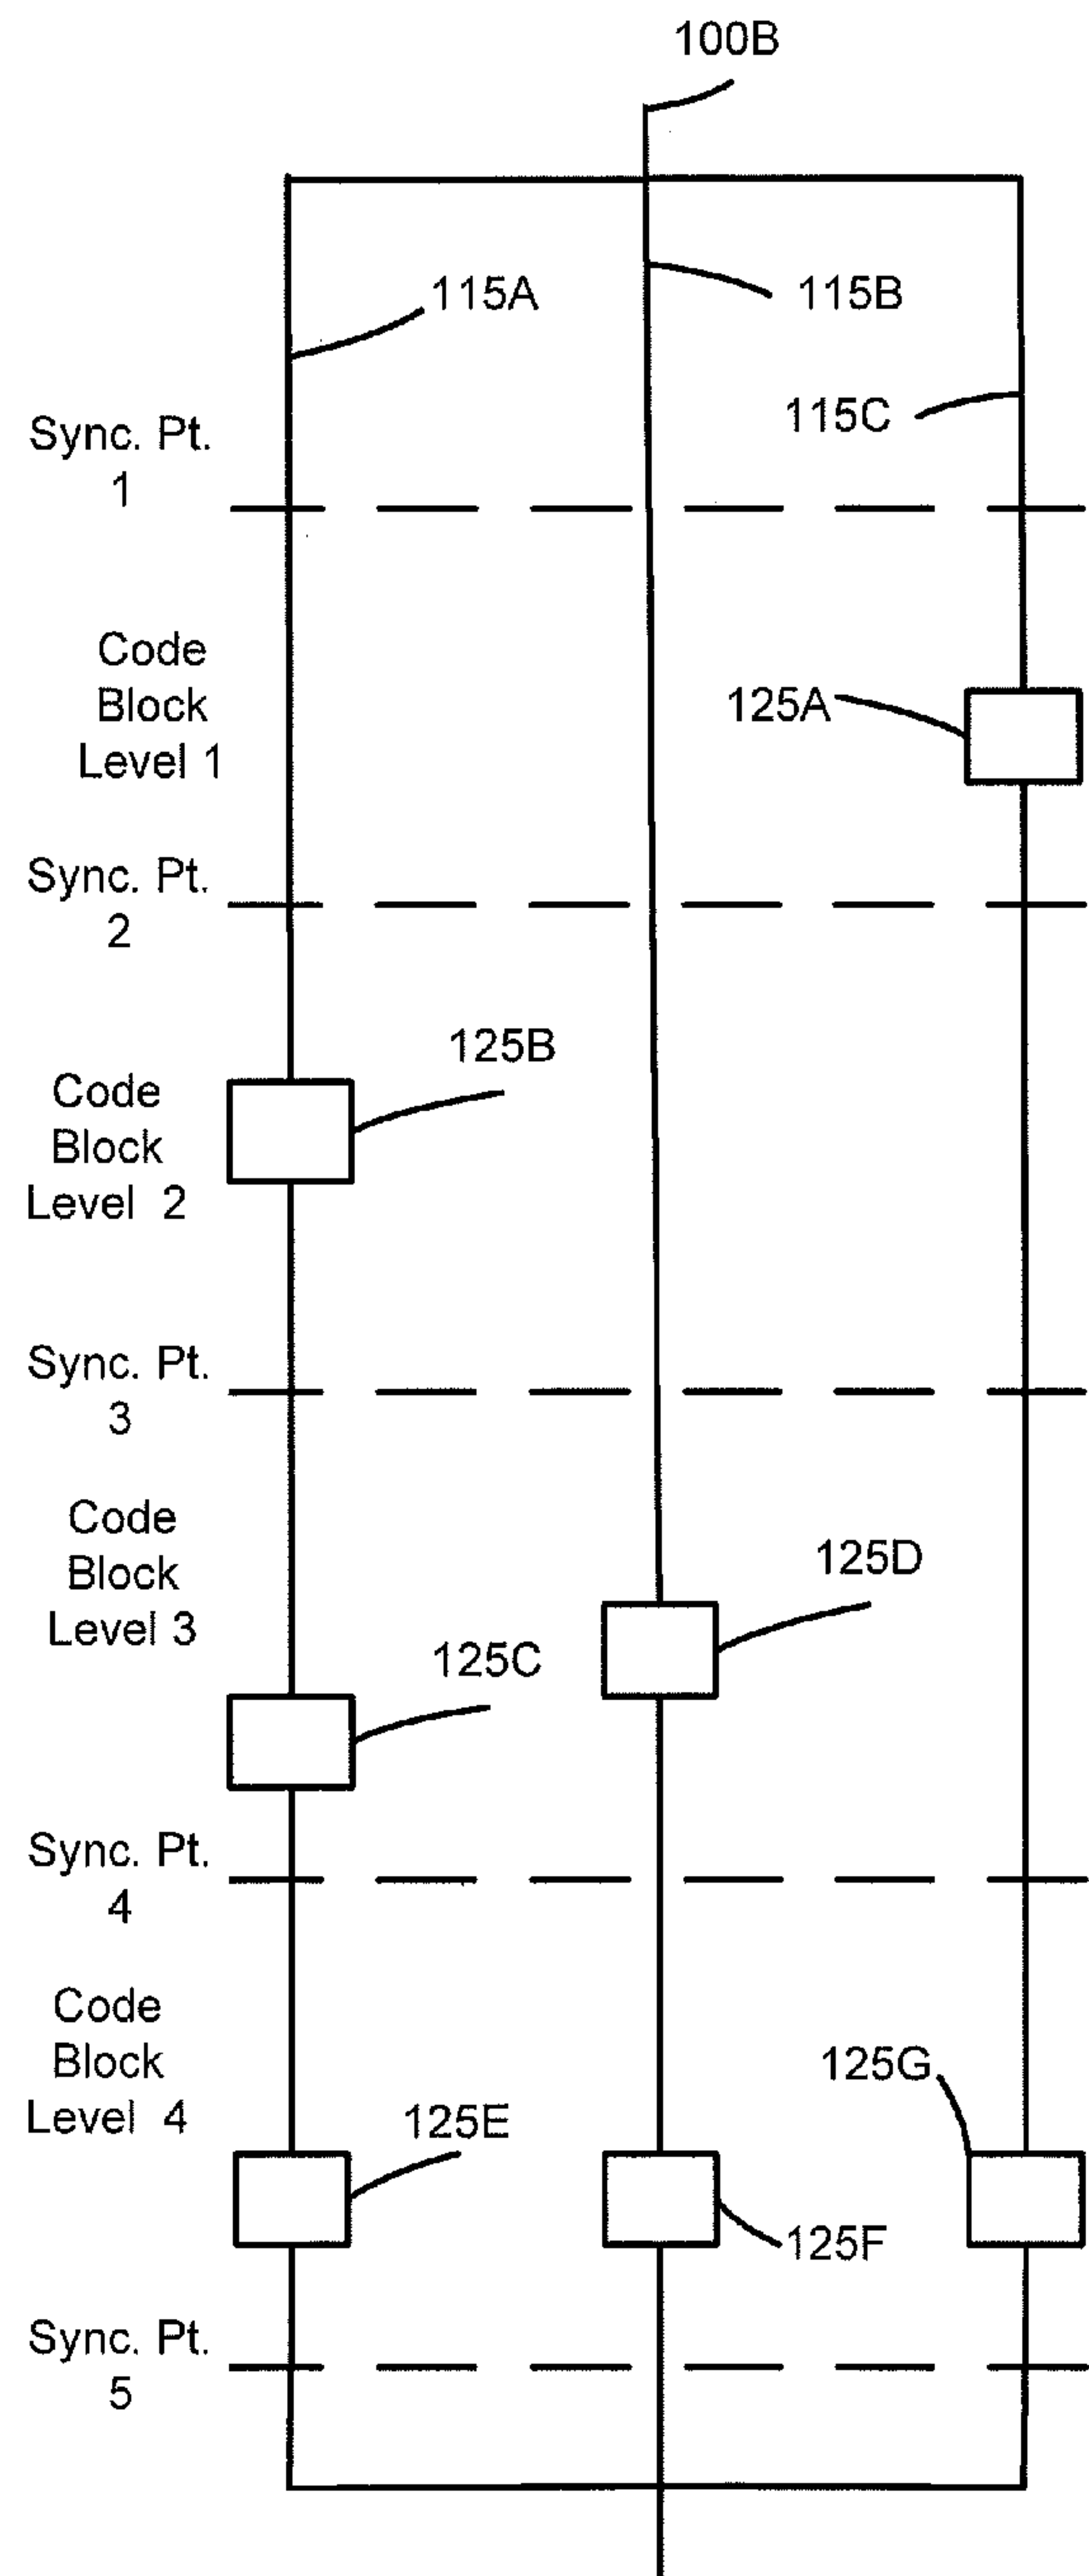 100B
115A
115B
115C
Sync. Pt.
1
Code
Block
Level 1
125A
Sync. Pt.
2
125B
Code
Block
Level 2
Sync. Pt.
3
Code
Block
Level 3
125D
125C
Sync. Pt.
4
Code
Block
Level 4
125G
125E
125F
Sync. Pt.
5